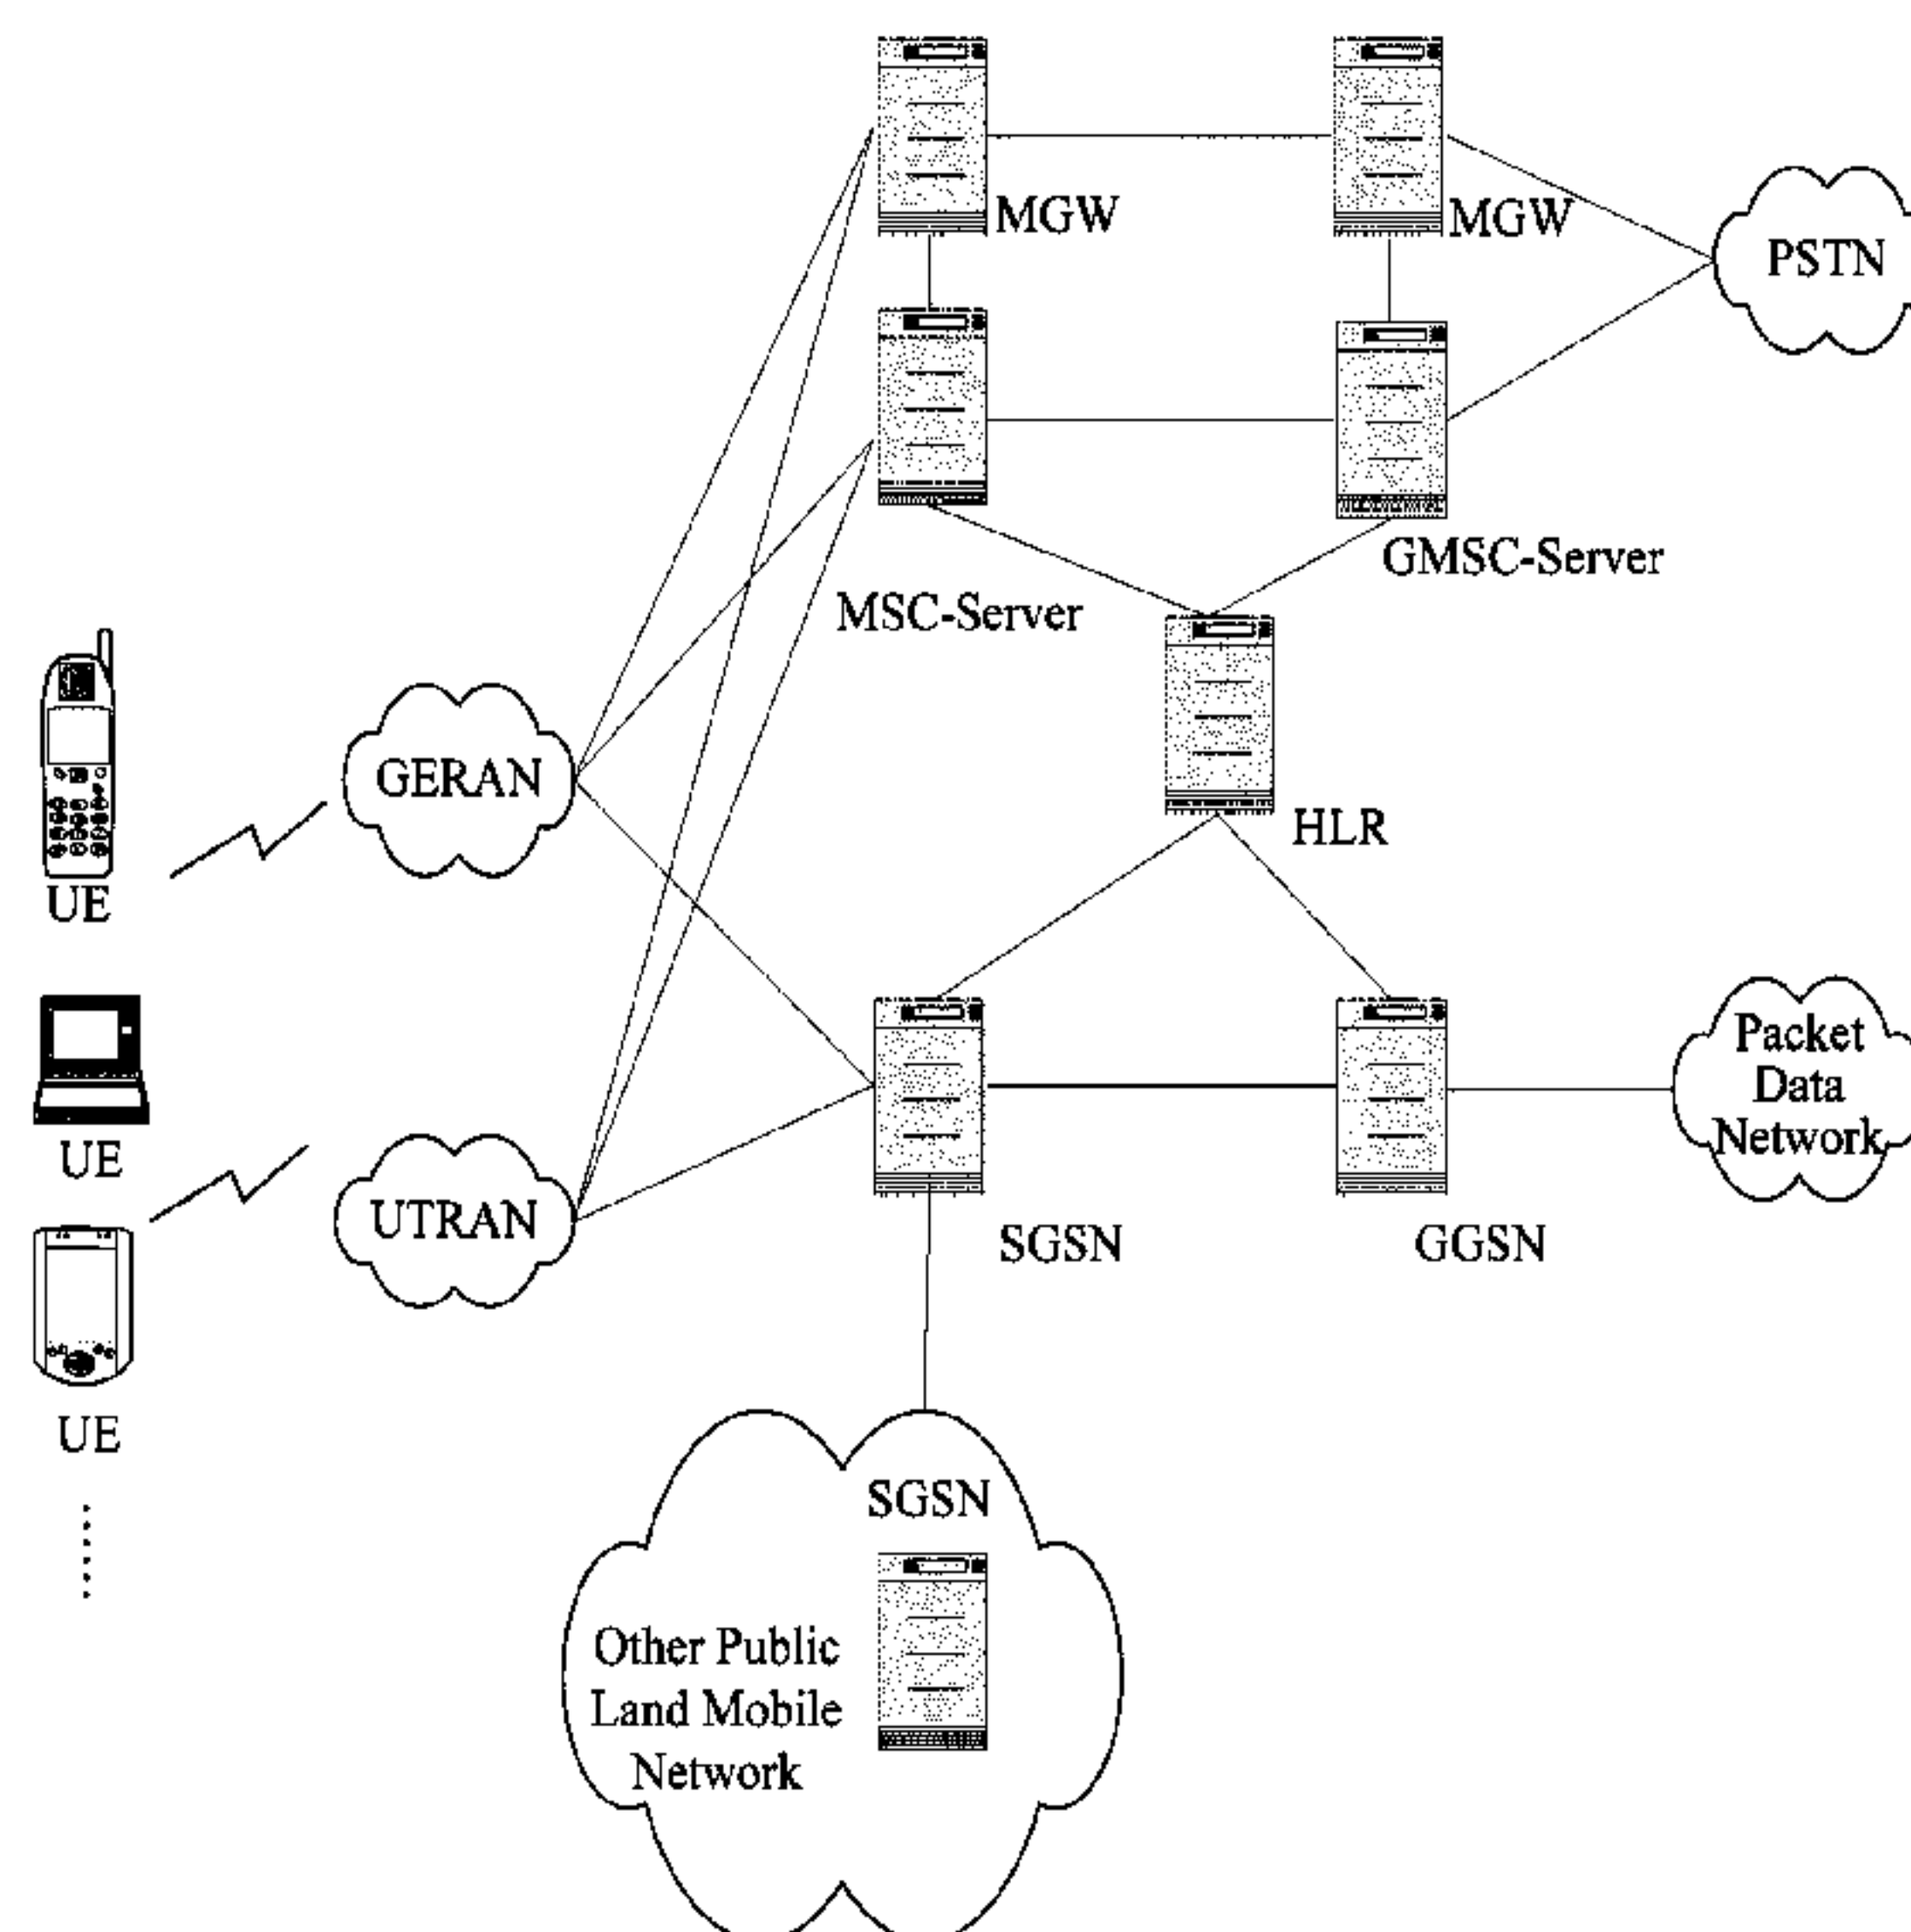 MGW
MGW
PSTN
GMSC-Server
MSC-Server
GERAN
HLR
UE
Packet
Data
Network
UE
UTRAN
SGSN
GGSN
UE
SGSN
Other Public
Land Mobile
Network